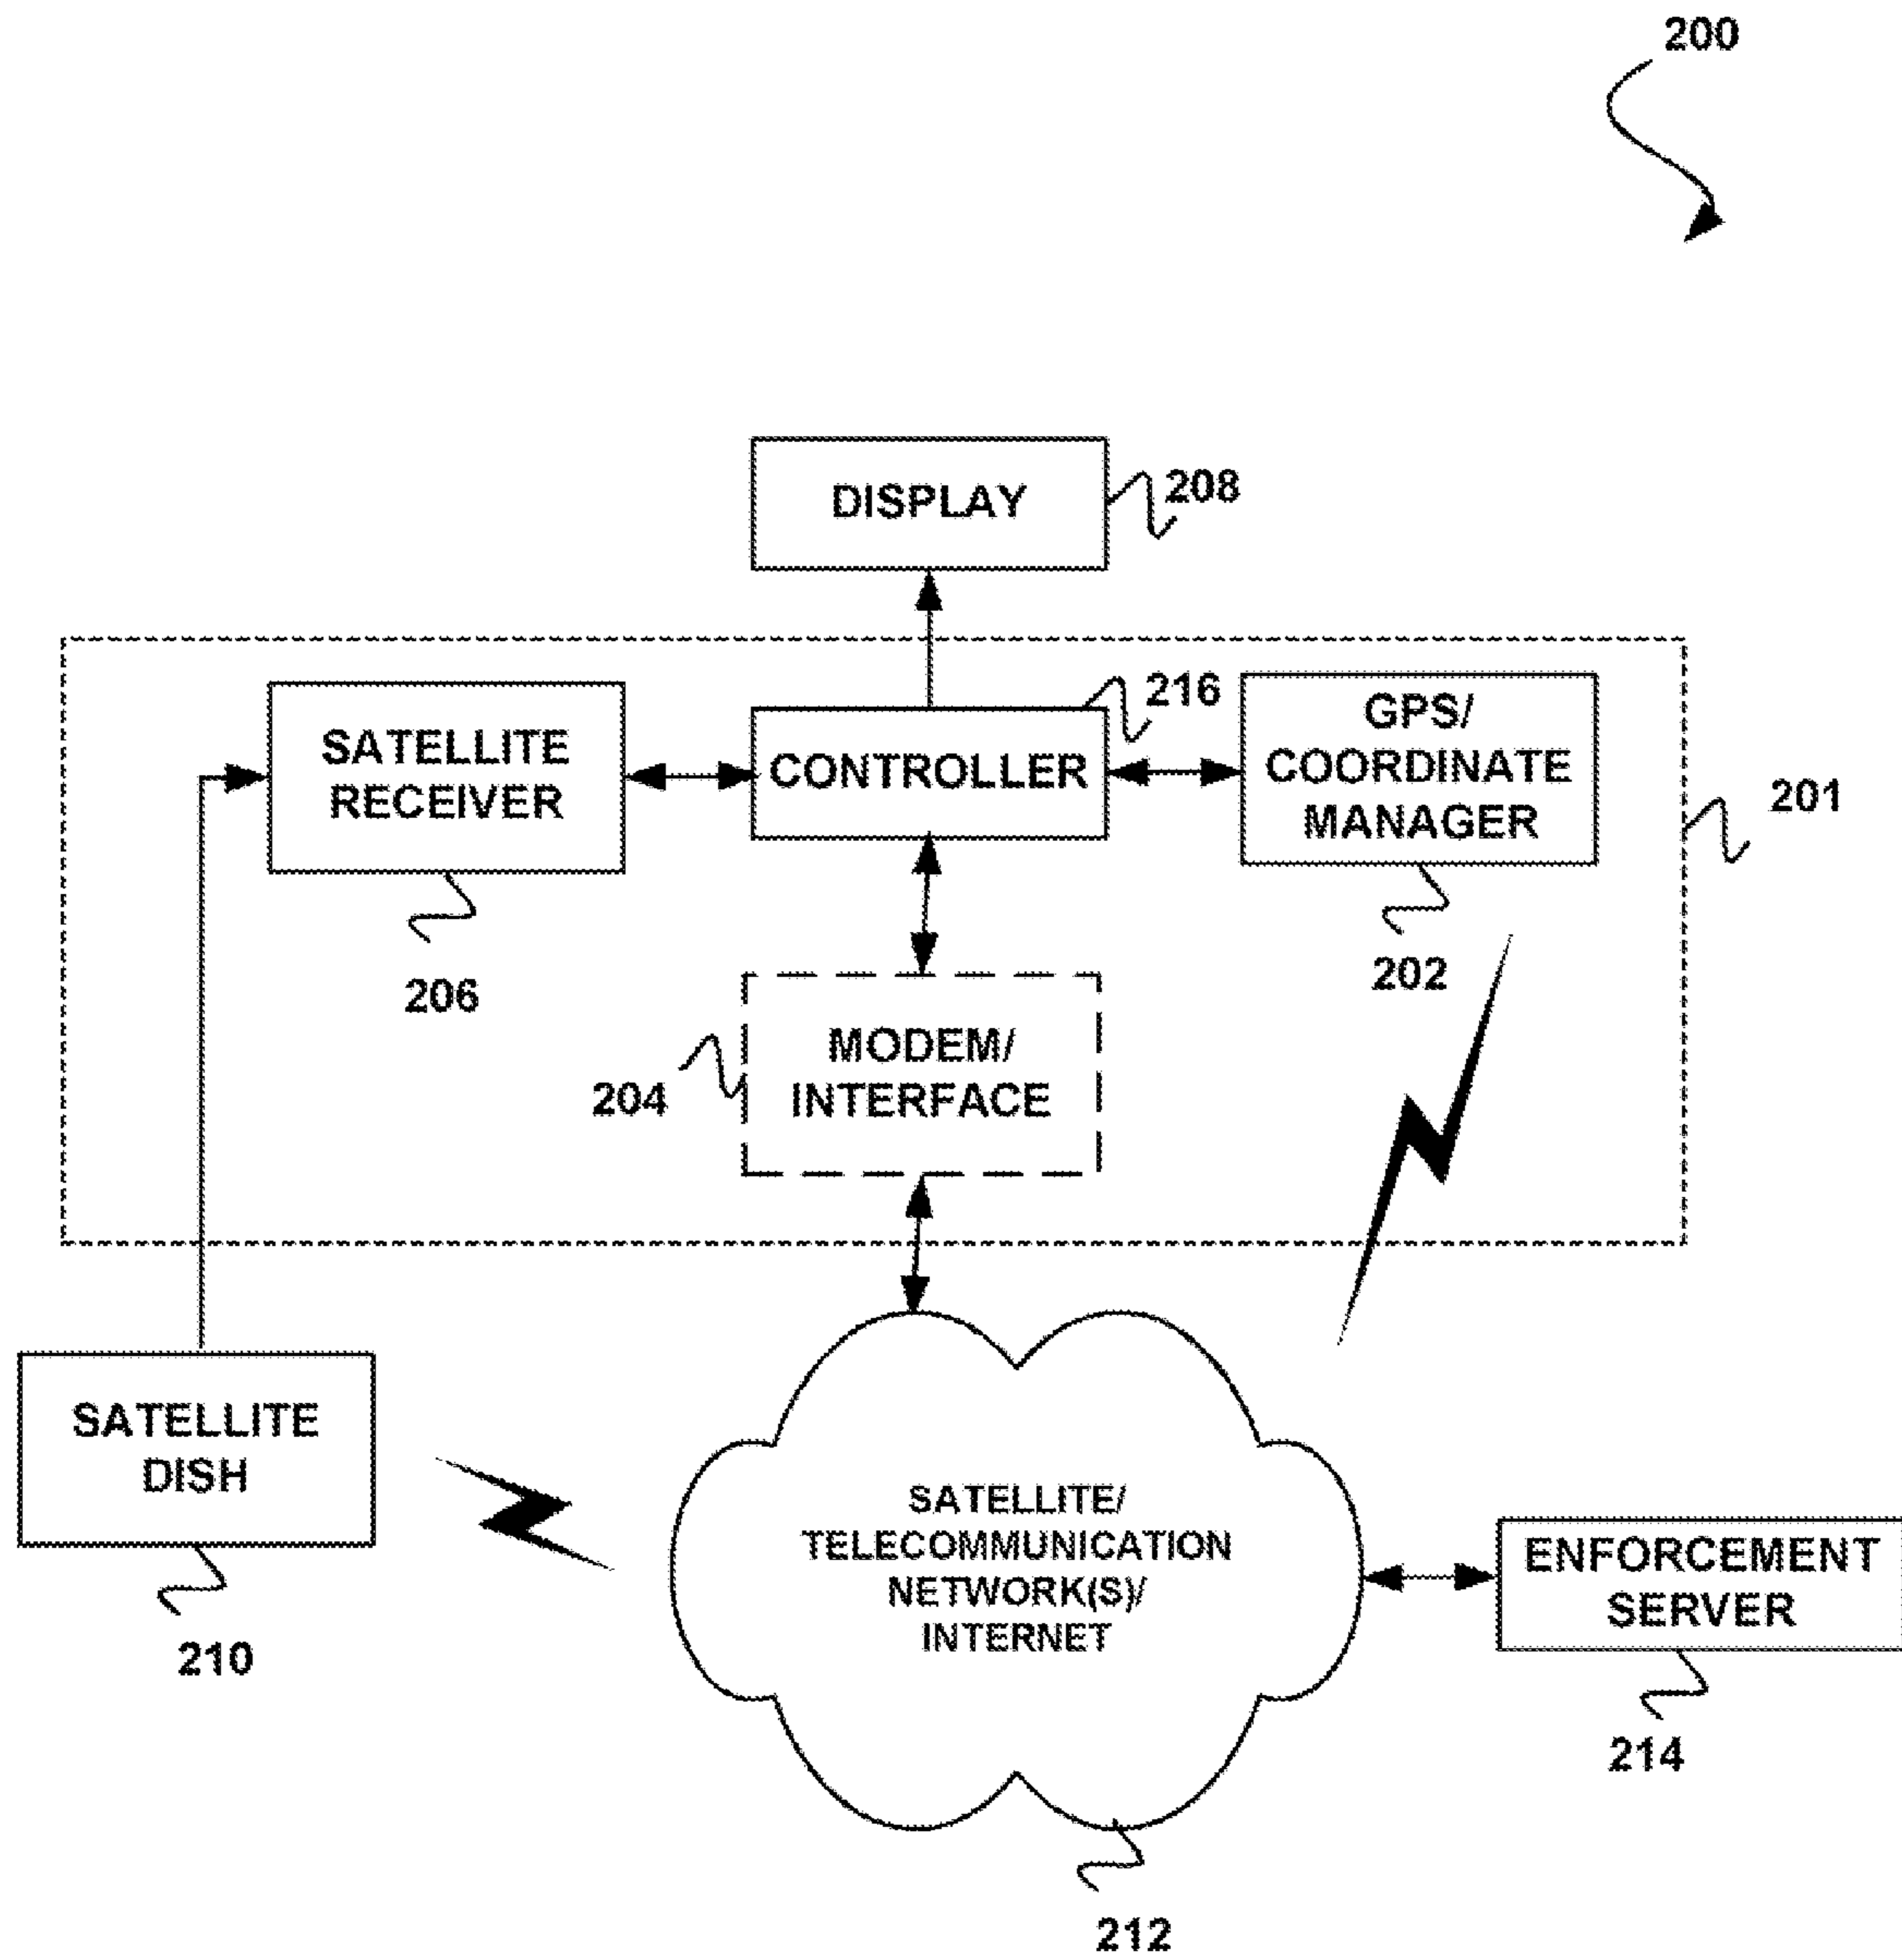 200
DISPLAY
208
SATELLITE
RECEIVER
206
CONTROLLER
216
GPS/
COORDINATE
MANAGER
202
201
MODEM/
INTERFACE
204
SATELLITE
DISH
210
SATELLITE/
TELECOMMUNICATION
NETWORK(S)/
INTERNET
212
ENFORCEMENT
SERVER
214